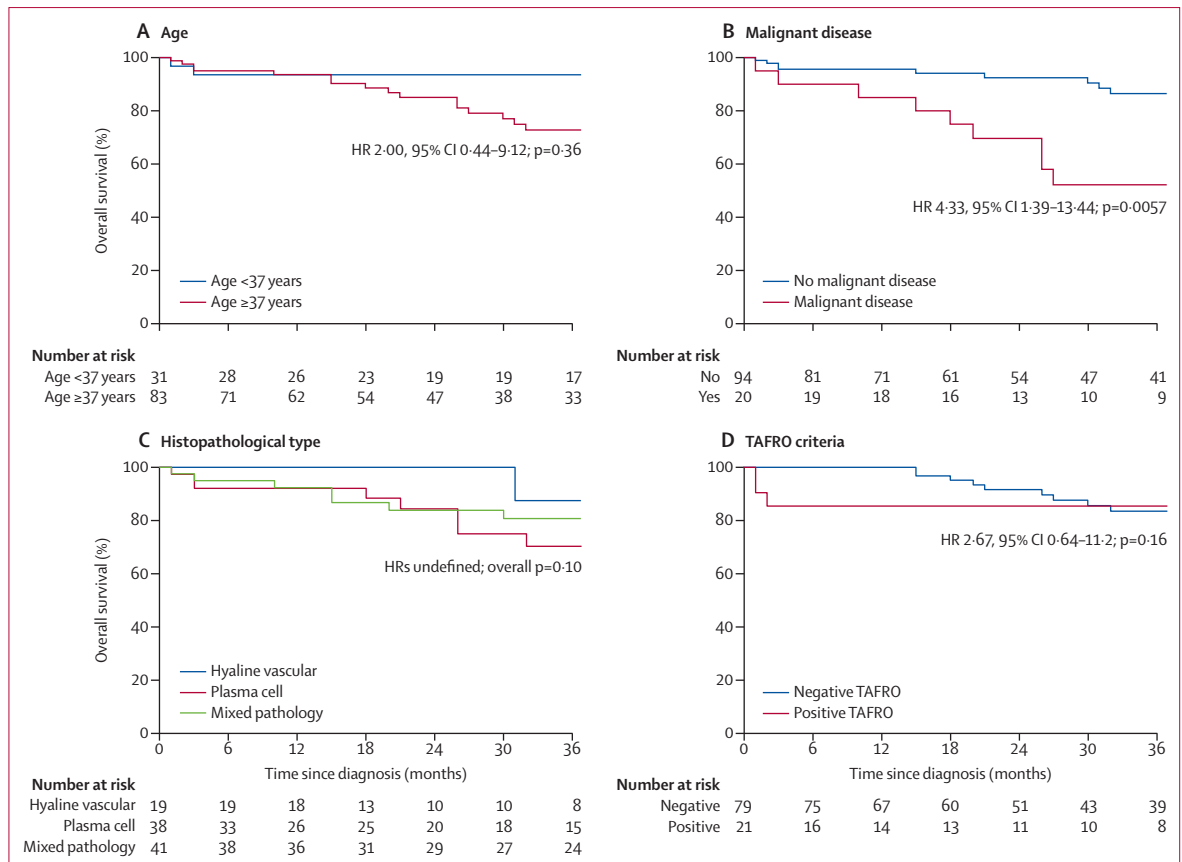 A Age
100
80
60
40
20
0
Overall survival (%)
HR 2·00, 95% CI 0·44–9·12; p=0·36
Age <37 years
Age ≥37 years
Number at risk
Age <37 years 31 28 26 23 19 19 17
Age ≥37 years 83 71 62 54 47 38 33
B Malignant disease
100
80
60
40
20
0
HR 4·33, 95% CI 1·39–13·44; p=0·0057
No malignant disease
Malignant disease
Number at risk
No 94 81 71 61 54 47 41
Yes 20 19 18 16 13 10 9
C Histopathological type
100
80
60
40
20
0
Overall survival (%)
HRs undefined; overall p=0·10
Hyaline vascular
Plasma cell
Mixed pathology
0 6 12 18 24 30 36
Time since diagnosis (months)
Number at risk
Hyaline vascular 19 19 18 13 10 10 8
Plasma cell 38 33 26 25 20 18 15
Mixed pathology 41 38 36 31 29 27 24
D TAFRO criteria
100
80
60
40
20
0
HR 2·67, 95% CI 0·64–11·2; p=0·16
Negative TAFRO
Positive TAFRO
0 6 12 18 24 30 36
Time since diagnosis (months)
Number at risk
Negative 79 75 67 60 51 43 39
Positive 21 16 14 13 11 10 8